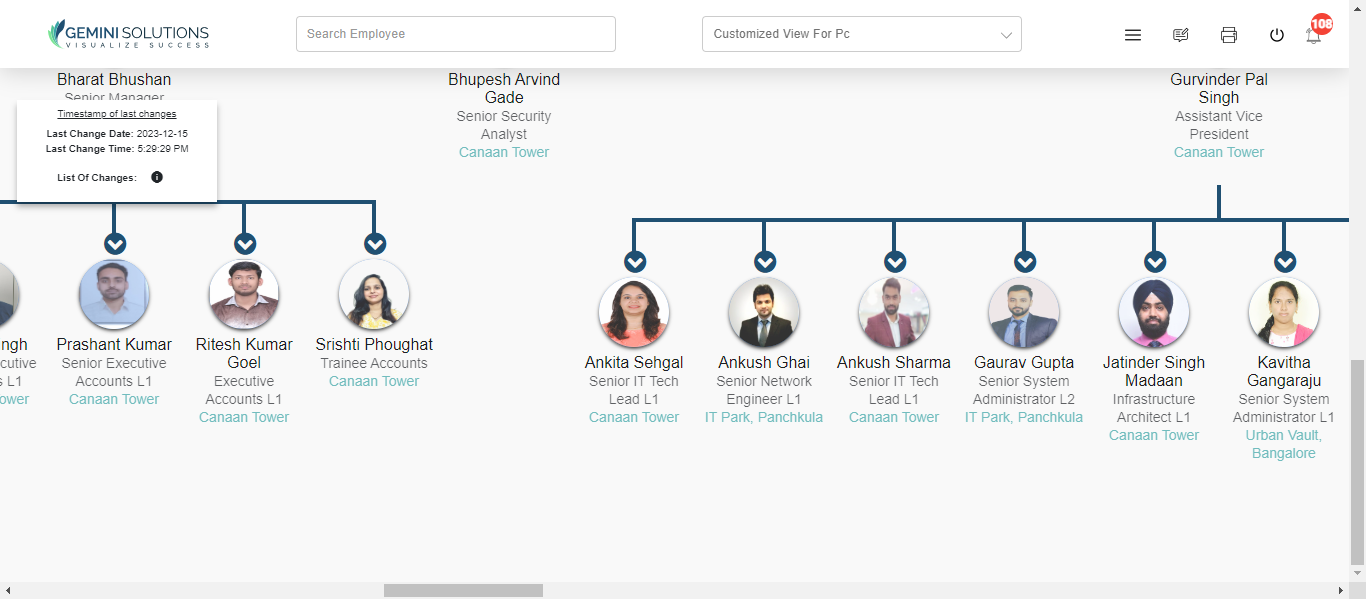 GEMINI SOLUTIONS
VISUALIZE SUCCESS
Search Employee
Customized View For Pc
108
Bharat Bhushan
Senior Manager
Timestamp of last changes
Last Change Date: 2023-12-15
Last Change Time: 5:29:29 PM
List Of Changes:
Bhupesh Arvind
Gade
Senior Security
Analyst
Canaan Tower
Gurvinder Pal
Singh
Assistant Vice
President
Canaan Tower
ngh
cutive
s L1
ower
Prashant Kumar
Senior Executive
Accounts L1
Canaan Tower
Ritesh Kumar
Goel
Executive
Accounts L1
Canaan Tower
Srishti Phoughat
Trainee Accounts
Canaan Tower
Ankita Sehgal
Senior IT Tech
Lead L1
Canaan Tower
Ankush Ghai
Senior Network
Engineer L1
IT Park, Panchkula
Ankush Sharma
Senior IT Tech
Lead L1
Canaan Tower
Gaurav Gupta
Senior System
Administrator L2
IT Park, Panchkula
Jatinder Singh
Madaan
Infrastructure
Architect L1
Canaan Tower
Kavitha
Gangaraju
Senior System
Administrator L1
Urban Vault,
Bangalore